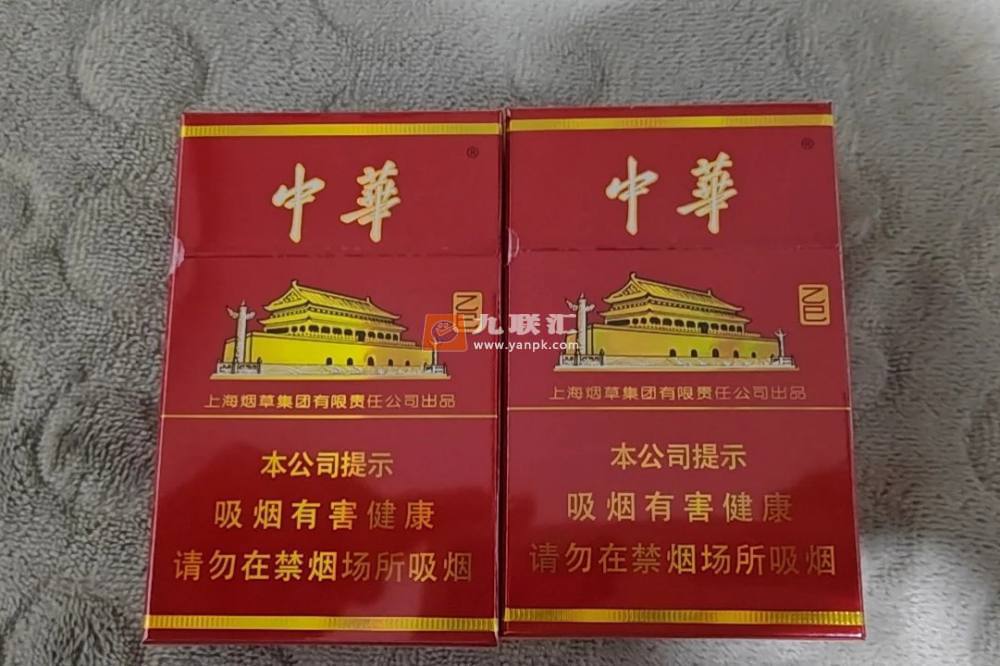 中華®
乙巳
上海烟草集团有限责任公司出品
本公司提示
吸烟有害健康
请勿在禁烟场所吸烟
中華®
乙巳
上海烟草集团有限责任公司出品
本公司提示
吸烟有害健康
请勿在禁烟场所吸烟
九联汇
www.yanpk.com